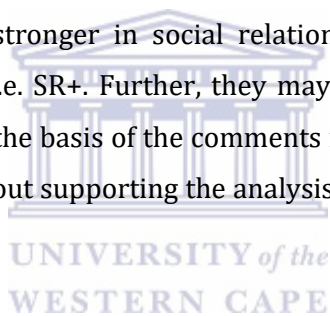 stronger in social relation
.e. SR+. Further, they may
the basis of the comments
out supporting the analysis
UNIVERSITY of the
WESTERN CAPE